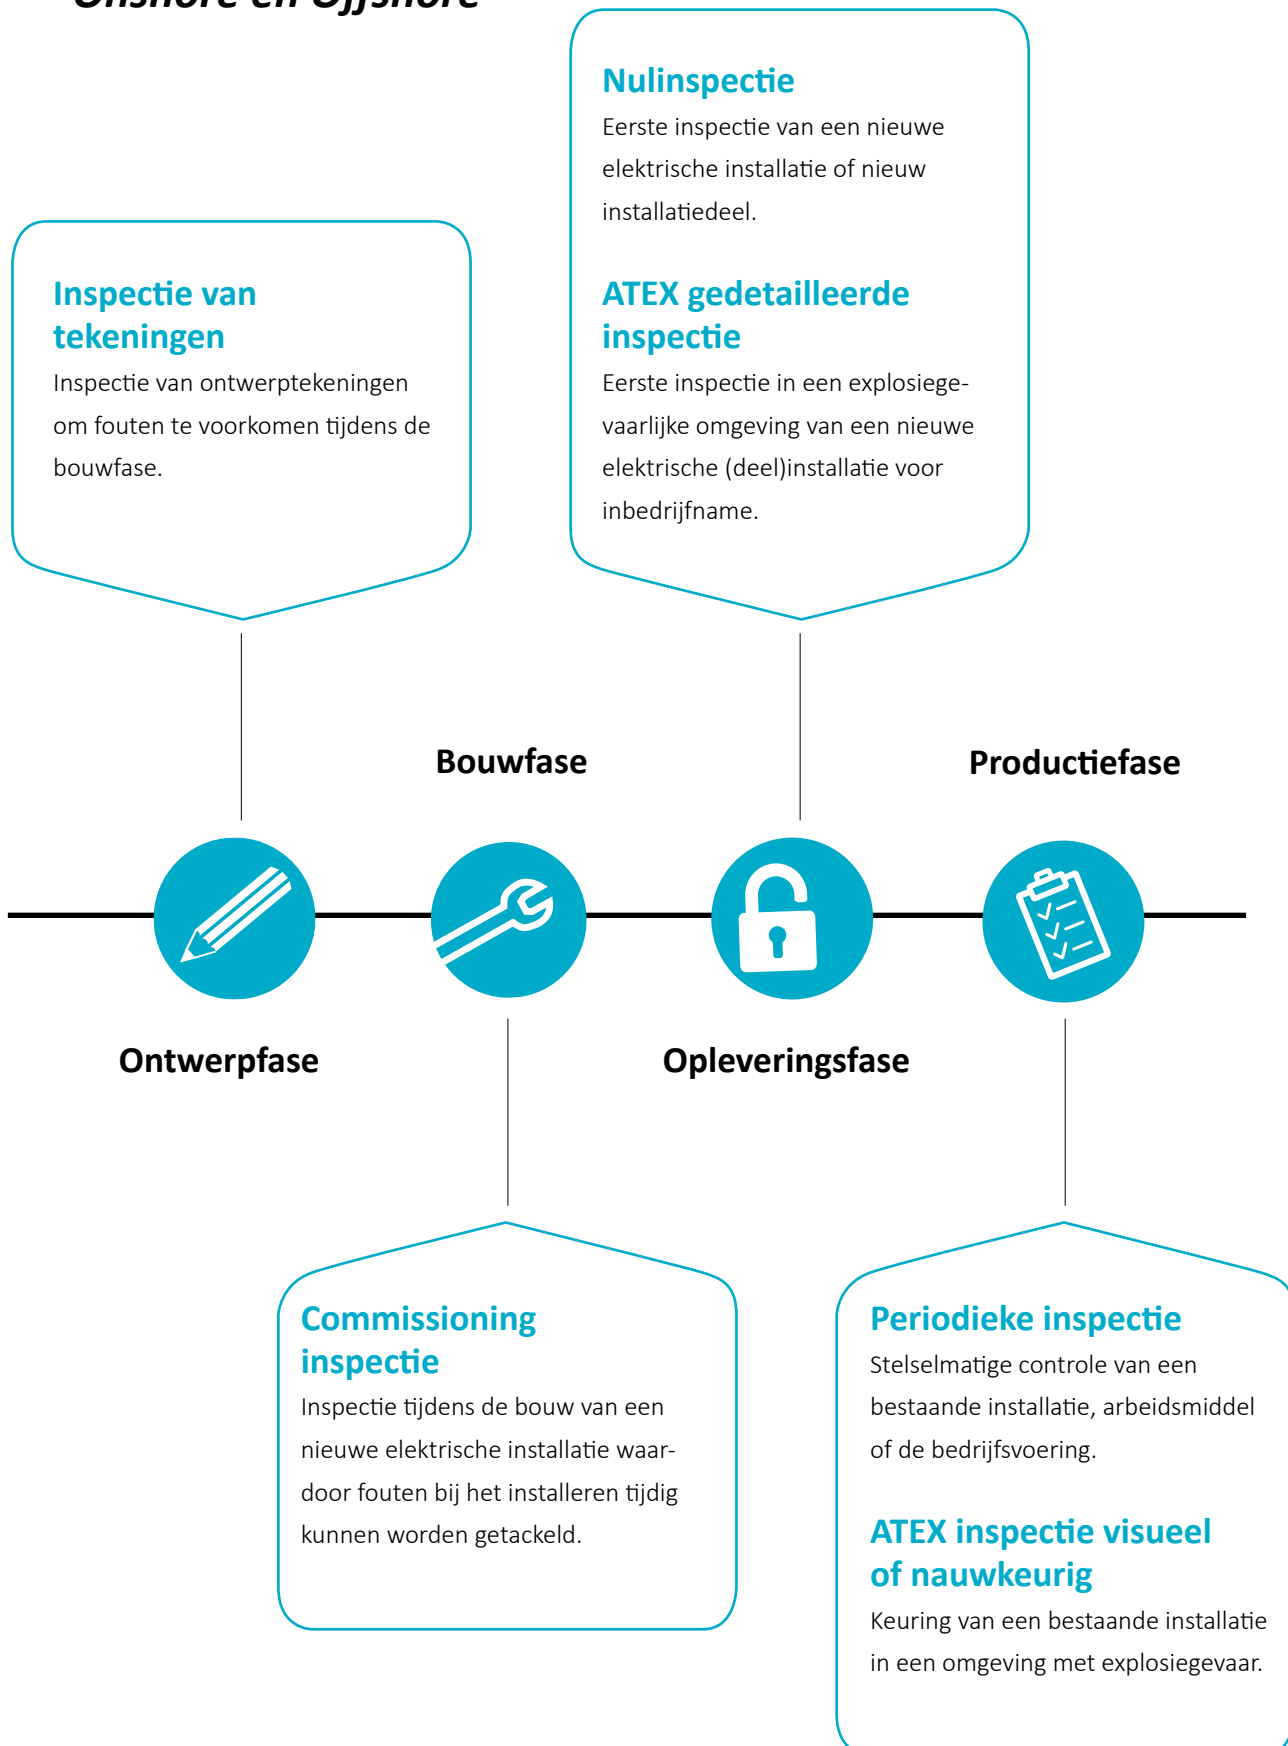 Onshore en Offshore
Nulinspectie
Eerste inspectie van een nieuwe
elektrische installatie of nieuw
installatiedeel.
ATEX gedetailleerde
inspectie
Eerste inspectie in een explosiege-
vaarlijke omgeving van een nieuwe
elektrische (deel)installatie voor
inbedrijfname.
Inspectie van
tekeningen
Inspectie van ontwerptekeningen
om fouten te voorkomen tijdens de
bouwfase.
Bouwfase
Productiefase
Ontwerpfase
Opleveringsfase
Commissioning
inspectie
Inspectie tijdens de bouw van een
nieuwe elektrische installatie waar-
door fouten bij het installeren tijdig
kunnen worden getackeld.
Periodieke inspectie
Stelselmatige controle van een
bestaande installatie, arbeidsmiddel
of de bedrijfsvoering.
ATEX inspectie visueel
of nauwkeurig
Keuring van een bestaande installatie
in een omgeving met explosiegevaar.